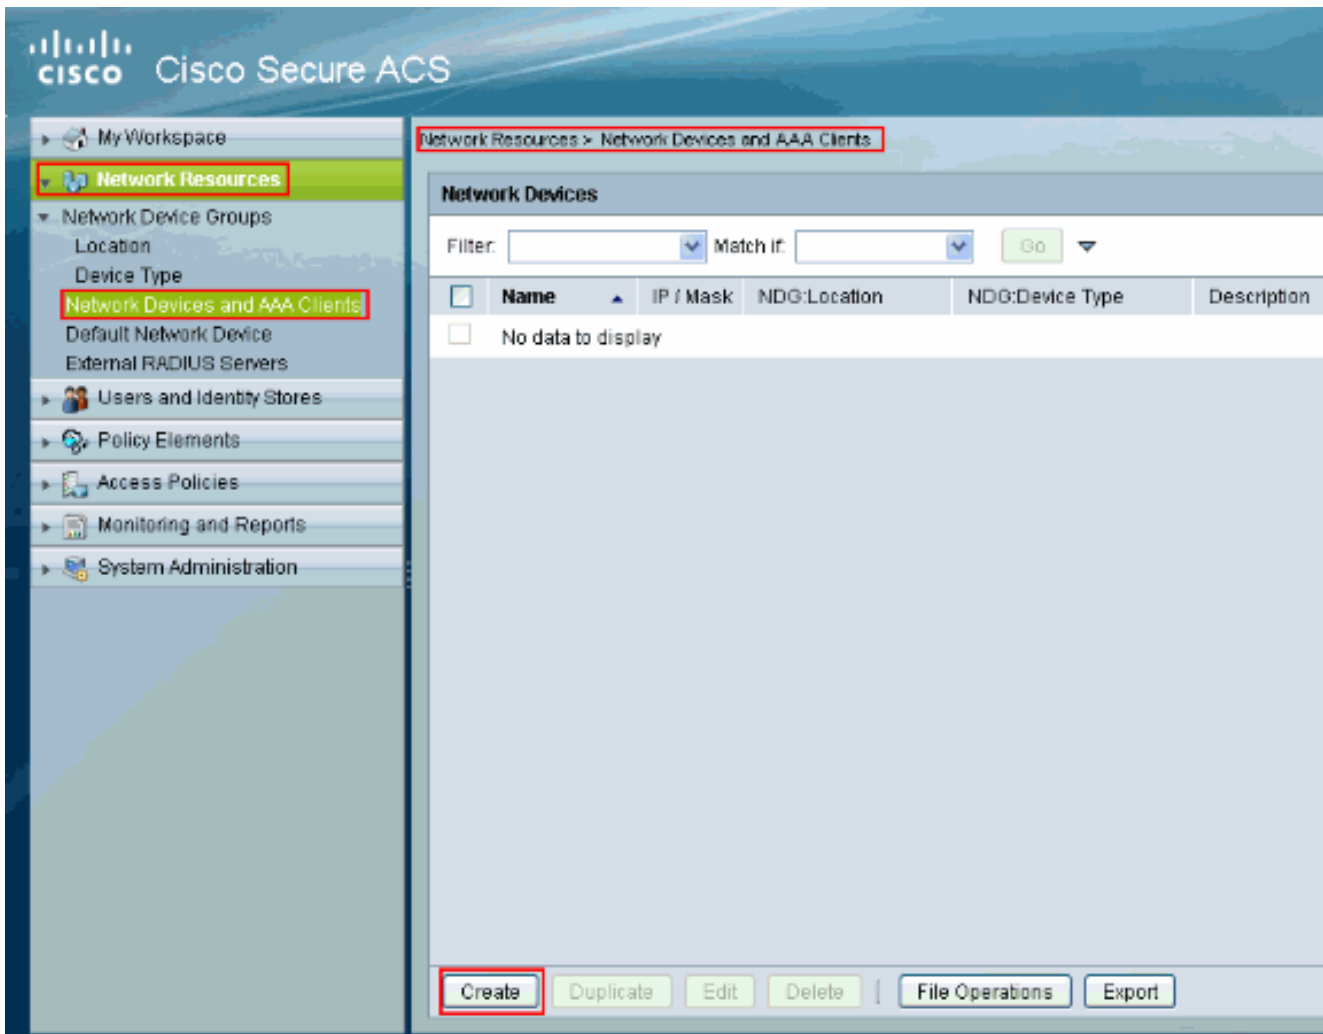 CISCO Cisco Secure ACS
My Workspace
Network Resources
Network Device Groups
Location
Device Type
Network Devices and AAA Clients
Default Network Device
External RADIUS Servers
Users and Identity Stores
Policy Elements
Access Policies
Monitoring and Reports
System Administration
Network Resources > Network Devices and AAA Clients
Network Devices
Filter: Match if: Go
Name IP / Mask NDG:Location NDG:Device Type Description
No data to display
Create Duplicate Edit Delete | File Operations Export